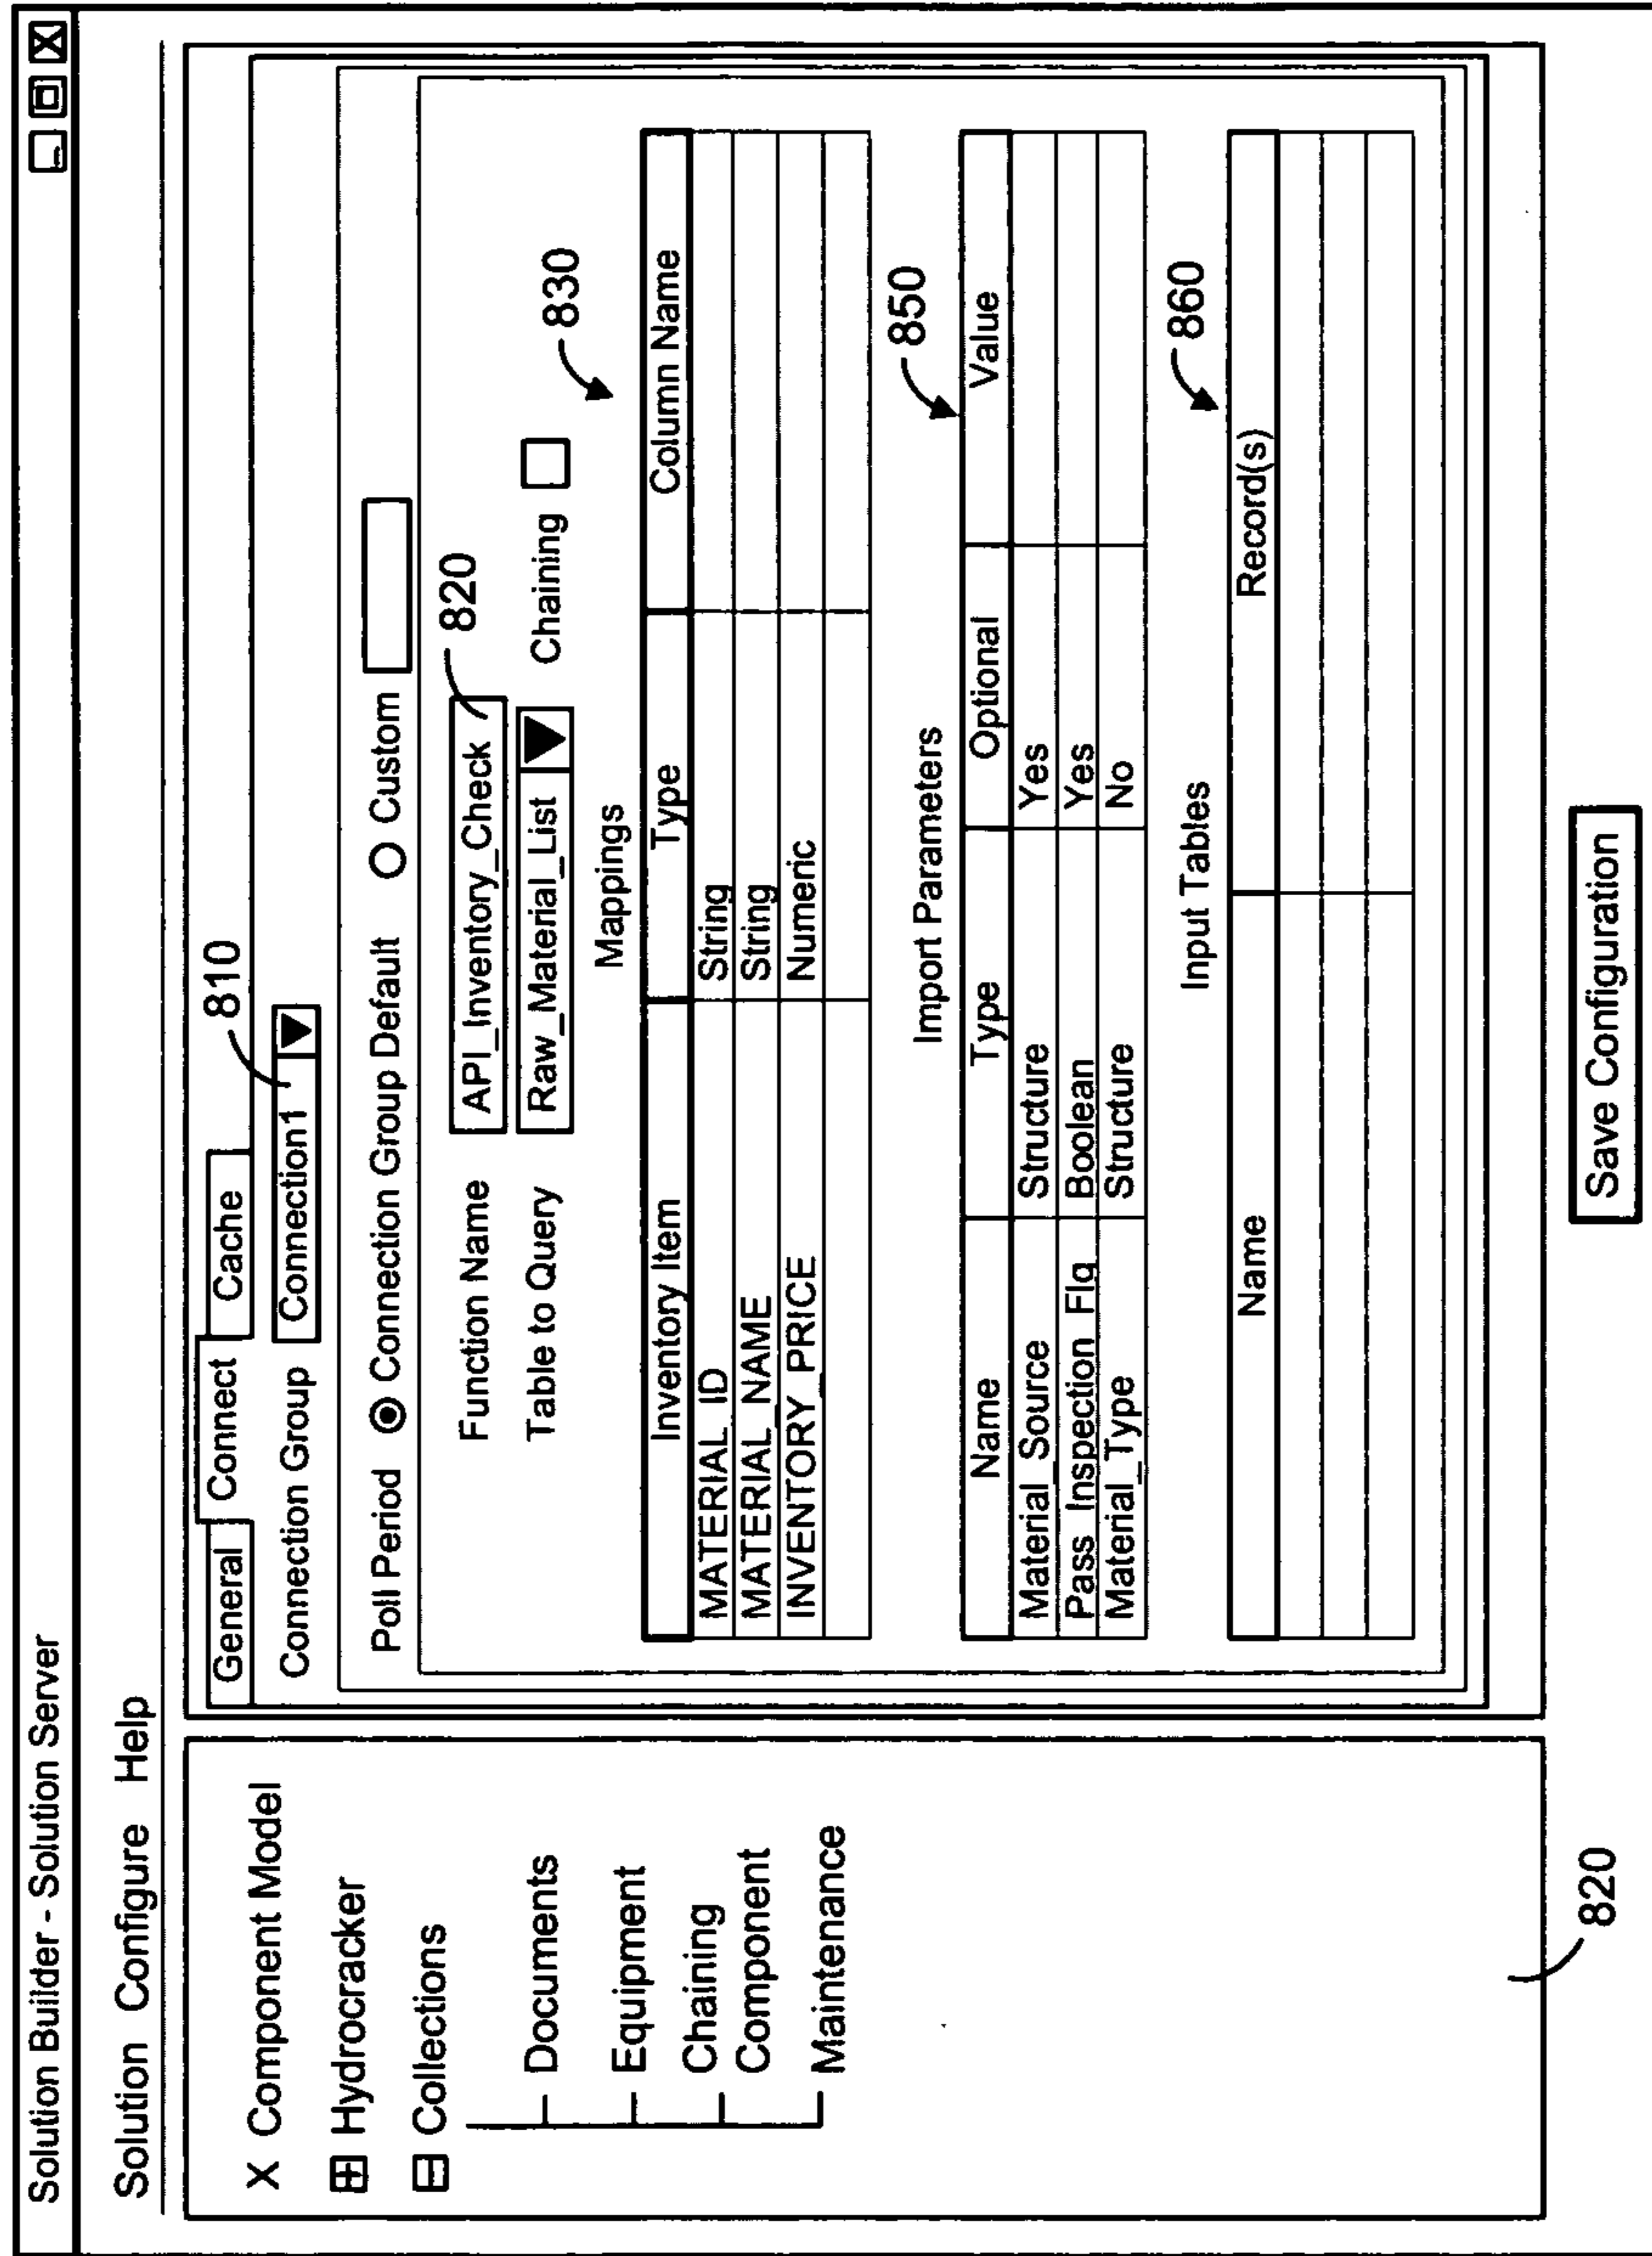 Solution Builder - Solution Server
Solution Configure Help
X Component Model
Hydrocracker
Collections
Documents
Equipment
Chaining
Component
Maintenance
820
General Connect Cache
810
Connection Group Connection1
Poll Period Connection Group Default Custom
820
Function Name API_Inventory_Check
Table to Query Raw_Material_List Chaining
830
Mappings
Inventory Item Type Column Name
MATERIAL_ID String
MATERIAL_NAME String
INVENTORY_PRICE Numeric
850
Import Parameters
Name Type Optional Value
Material_Source Structure Yes
Pass_Inspection_Flg Boolean Yes
Material_Type Structure No
860
Input Tables
Name Record(s)
Save Configuration